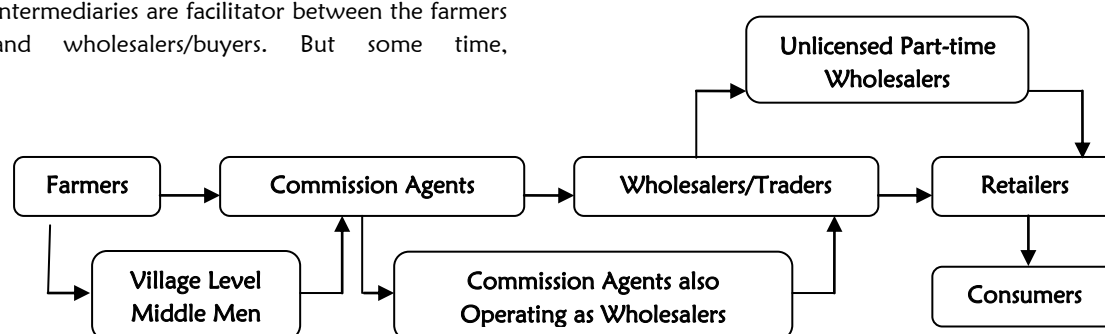 ntermediaries are facilitator between the farmers
and wholesalers/buyers. But some time,
Unlicensed Part-time
Wholesalers
Farmers
Commission Agents
Wholesalers/Traders
Retailers
Village Level
Middle Men
Commission Agents also
Operating as Wholesalers
Consumers